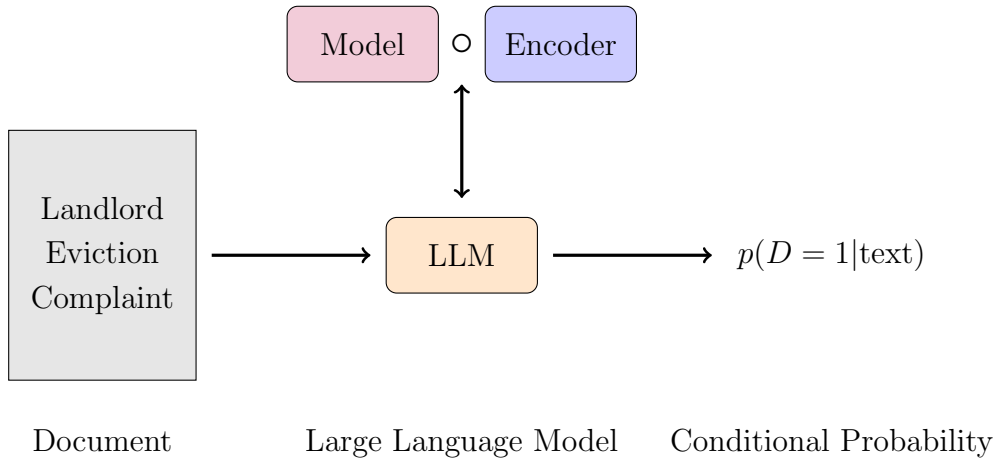 Model ○ Encoder
Landlord
Eviction
Complaint
LLM
p(D = 1|text)
Document
Large Language Model
Conditional Probability